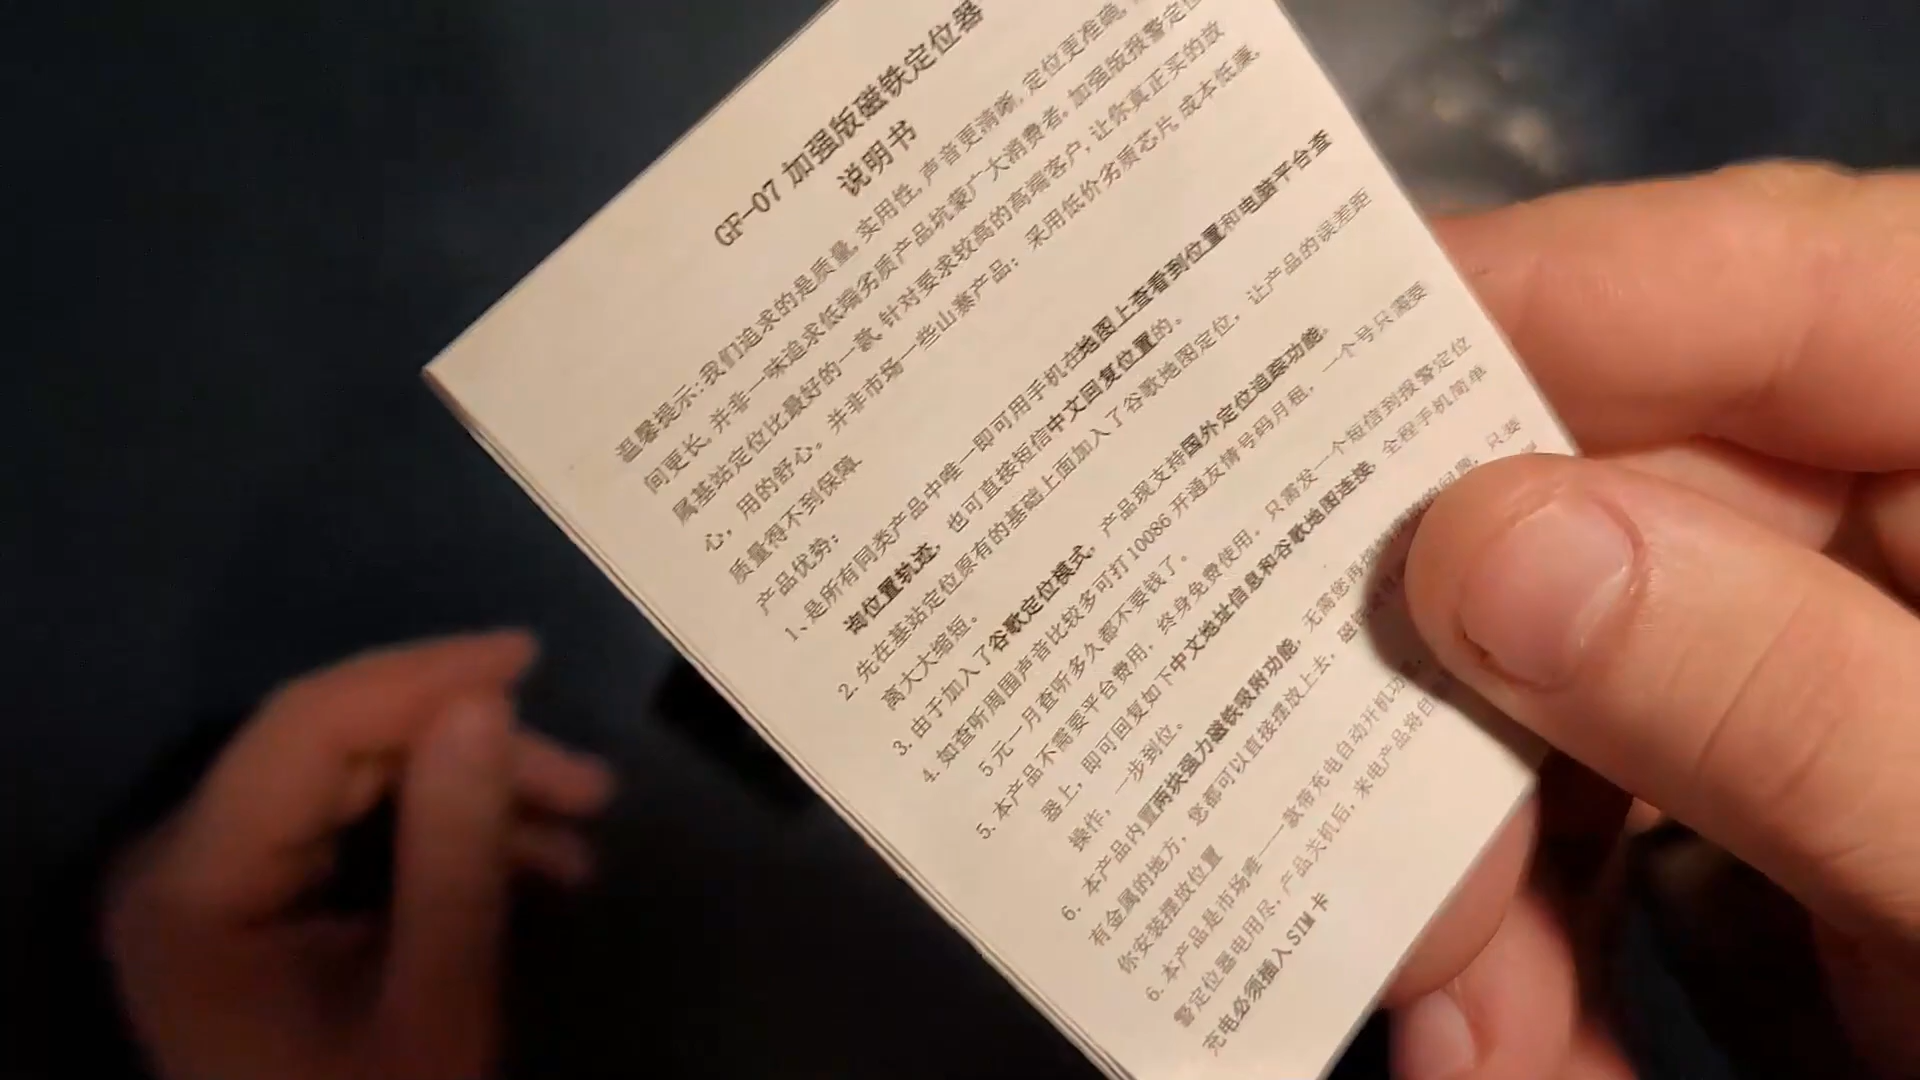 GF-07 加强版磁铁定位器
说明书
温馨提示:我们追求的是质量,实用性,声音更清晰,定位更准确,
间更长,并非一味追求低端劣质产品坑蒙广大消费者。加强版报警定位
属基站定位比最好的一款,针对要求较高的高端客户,让你真正买的放
心,用的舒心。并非市场一些山寨产品:采用低价劣质芯片,成本低廉,
质量得不到保障
产品优势:
1、是所有同类产品中唯一即可用手机在地图上查看到位置和电脑平台查
询位置轨迹,也可直接短信中文回复位置的、
2. 先在基站定位原有的基础上面加入了谷歌地图定位,让产品的误差距
离大大缩短。
3. 由于加入了谷歌定位模式,产品现支持国外定位追踪功能。
4. 如查听周围声音比较多可打 10086 开通友情号码月租,一个号只需要
5 元一月查听多久都不要钱了。
5. 本产品不需要平台费用,终身免费使用。只需发一个短信到报警定位
器上,即可回复如下中文地址信息和谷歌地图连接,全程手机简单
操作,一步到位。
6. 本产品内置两块强力磁铁吸附功能,无需您再 的问题,只要
有金属的地方,您都可以直接摆放上去,
你安装摆放位置
6. 本产品是市场唯一一款带充电自动开机功
警定位器电用尽,产品关机后,来电产品将自
充电必须插入 SIM 卡